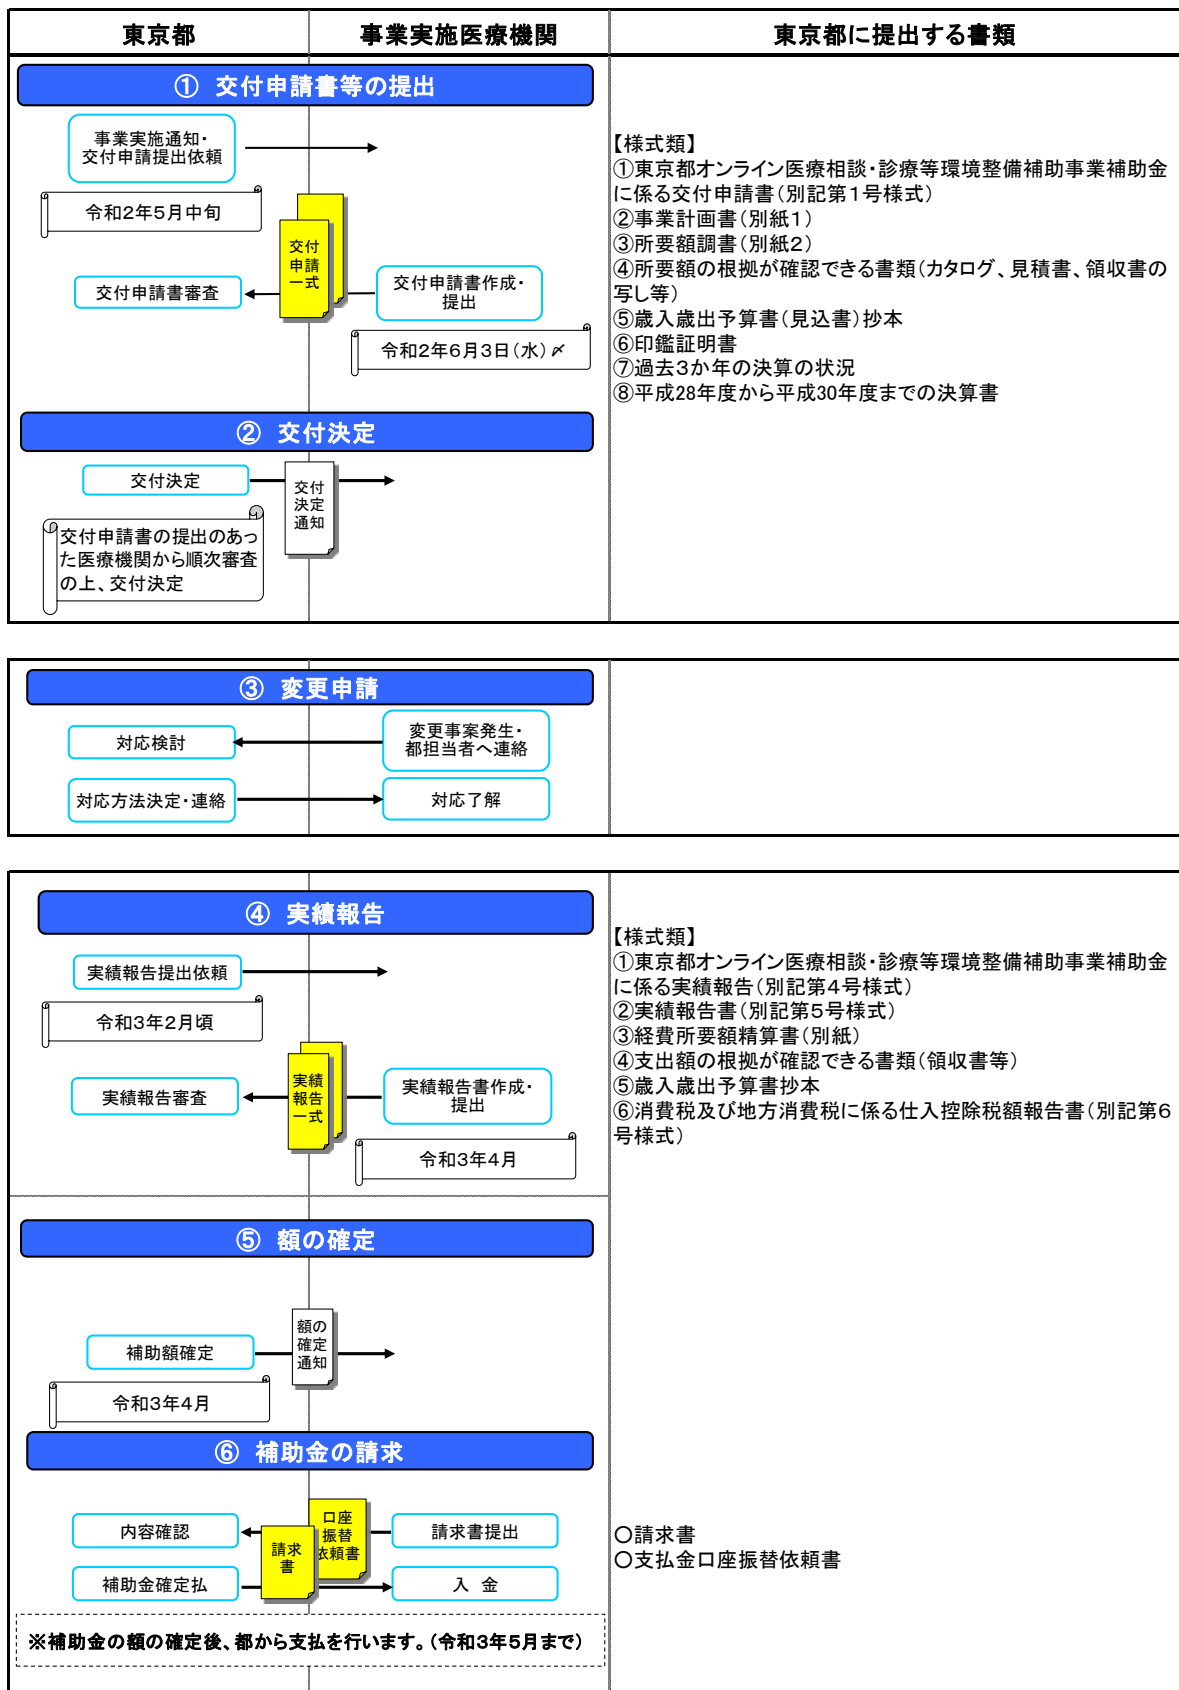 東京都
事業実施医療機関
東京都に提出する書類
① 交付申請書等の提出
事業実施通知・
交付申請提出依頼
令和2年5月中旬
交付
申請
一式
交付申請書審査
交付申請書作成・
提出
令和2年6月3日(水)〆
【様式類】
①東京都オンライン医療相談・診療等環境整備補助事業補助金
に係る交付申請書(別記第1号様式)
②事業計画書(別紙1)
③所要額調書(別紙2)
④所要額の根拠が確認できる書類(カタログ、見積書、領収書の
写し等)
⑤歳入歳出予算書(見込書)抄本
⑥印鑑証明書
⑦過去3か年の決算の状況
⑧平成28年度から平成30年度までの決算書
② 交付決定
交付決定
交付
決定
通知
交付申請書の提出のあっ
た医療機関から順次審査
の上、交付決定
③ 変更申請
対応検討
変更事案発生・
都担当者へ連絡
対応方法決定・連絡
対応了解
④ 実績報告
実績報告提出依頼
令和3年2月頃
実績
報告
一式
実績報告審査
実績報告書作成・
提出
令和3年4月
【様式類】
①東京都オンライン医療相談・診療等環境整備補助事業補助金
に係る実績報告(別記第4号様式)
②実績報告書(別記第5号様式)
③経費所要額精算書(別紙)
④支出額の根拠が確認できる書類(領収書等)
⑤歳入歳出予算書抄本
⑥消費税及び地方消費税に係る仕入控除税額報告書(別記第6
号様式)
⑤ 額の確定
補助額確定
額の
確定
通知
令和3年4月
⑥ 補助金の請求
内容確認
請求
書
口座
振替
依頼書
請求書提出
補助金確定払
入 金
○請求書
○支払金口座振替依頼書
※補助金の額の確定後、都から支払を行います。(令和3年5月まで)